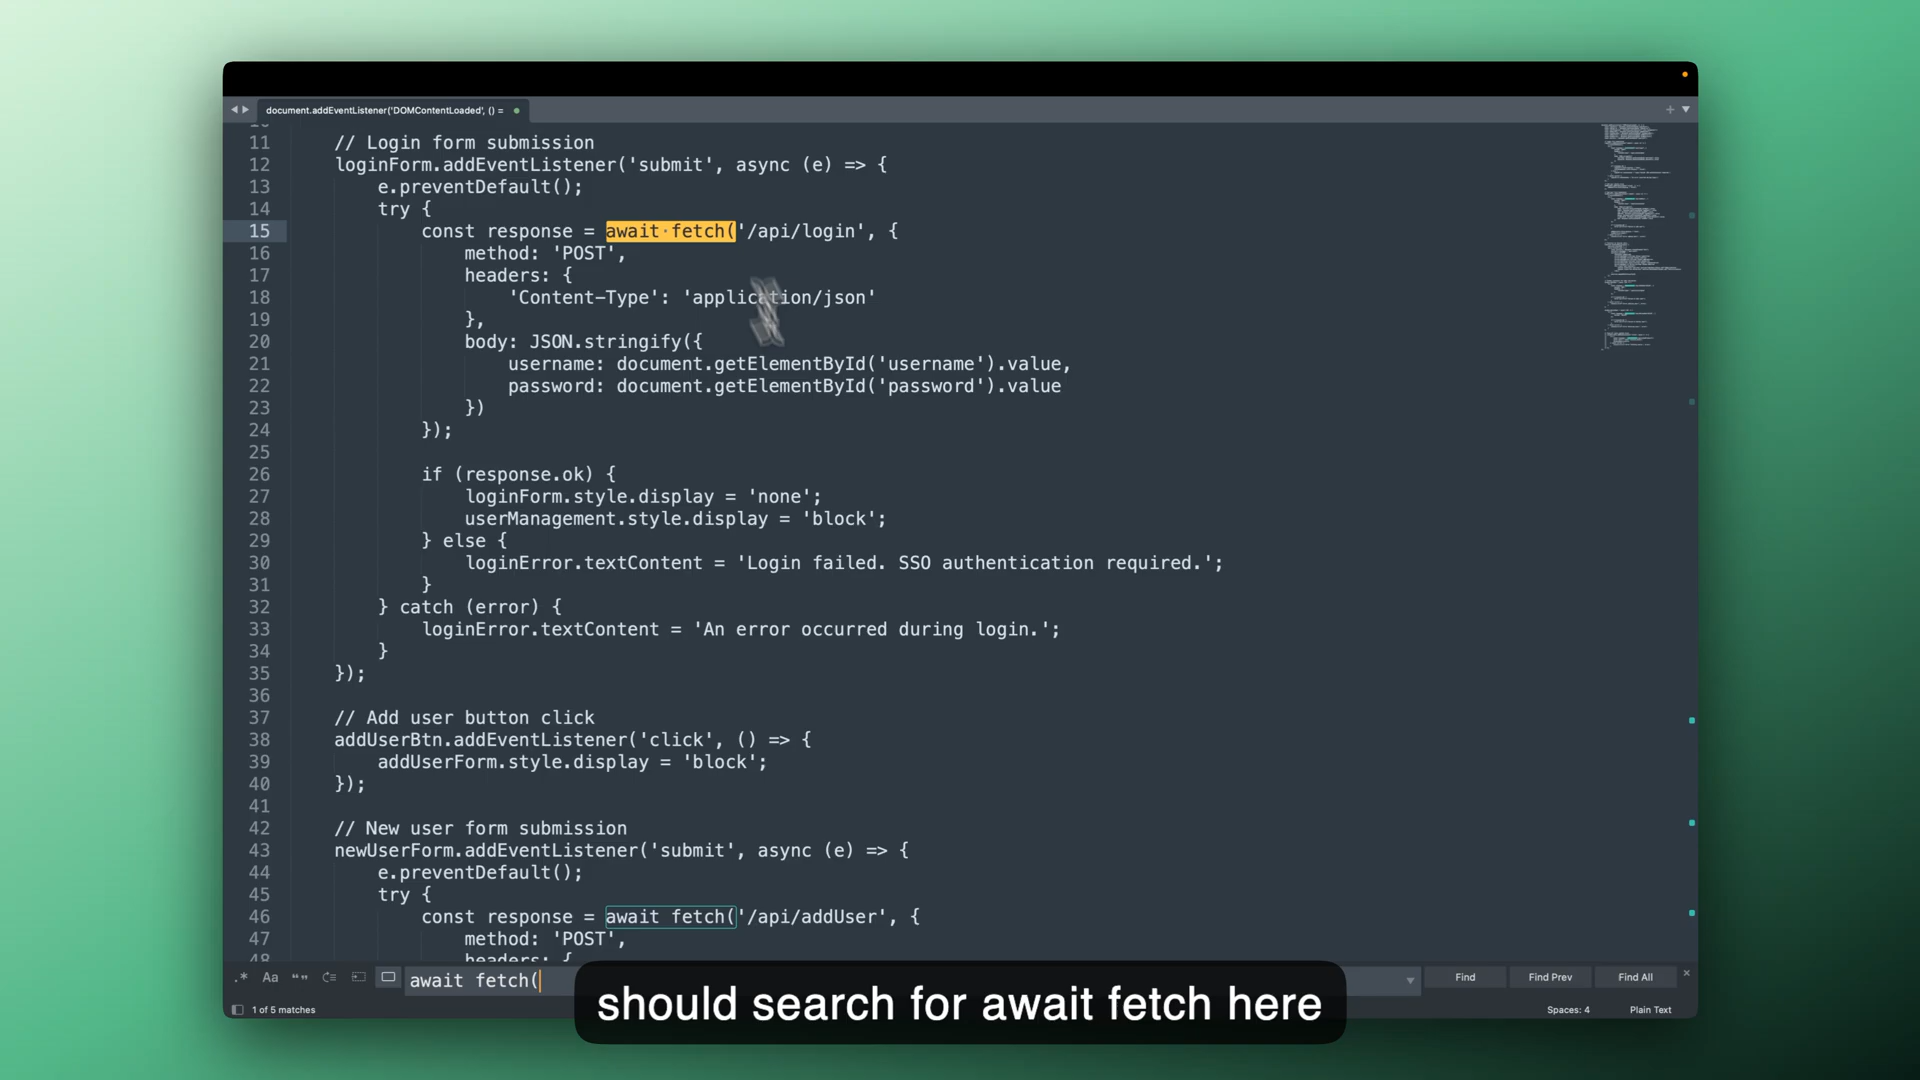 document.addEventListener('DOMContentLoaded', () =
11 // Login form submission
12 loginForm.addEventListener('submit', async (e) => {
13 e.preventDefault();
14 try {
15 const response = await fetch('/api/login', {
16 method: 'POST',
17 headers: {
18 'Content-Type': 'application/json'
19 },
20 body: JSON.stringify({
21 username: document.getElementById('username').value,
22 password: document.getElementById('password').value
23 })
24 });
25
26 if (response.ok) {
27 loginForm.style.display = 'none';
28 userManagement.style.display = 'block';
29 } else {
30 loginError.textContent = 'Login failed. SSO authentication required.';
31 }
32 } catch (error) {
33 loginError.textContent = 'An error occurred during login.';
34 }
35 });
36
37 // Add user button click
38 addUserBtn.addEventListener('click', () => {
39 addUserForm.style.display = 'block';
40 });
41
42 // New user form submission
43 newUserForm.addEventListener('submit', async (e) => {
44 e.preventDefault();
45 try {
46 const response = await fetch('/api/addUser', {
47 method: 'POST',
48 headers: {
.* Aa “” await fetch( Find Find Prev Find All
should search for await fetch here
1 of 5 matches Spaces: 4 Plain Text